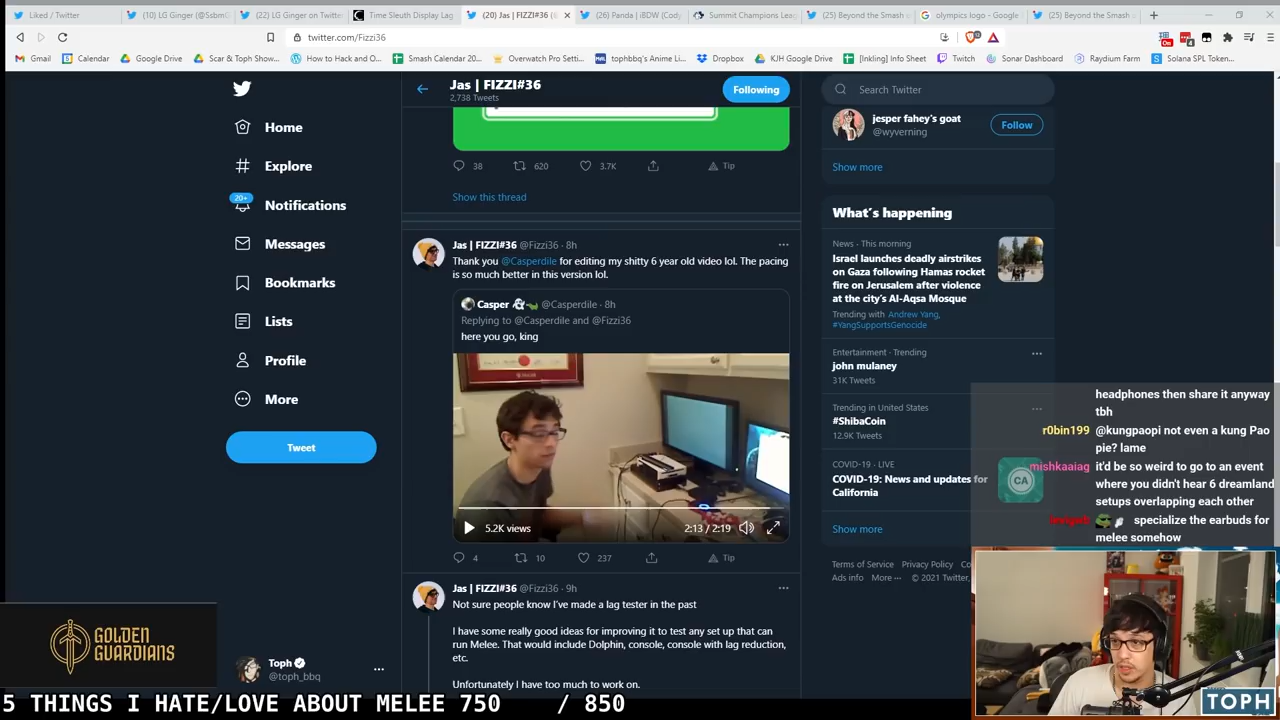 Liked / Twitter
(10) LG Ginger (@Ssbm
(22) LG Ginger on Twitter
Time Sleuth Display Lag
(20) Jas | FIZZI#36 (
(26) Panda | iBDW (Cody
Summit Champions Leag
(25) Beyond the Smash
olympics logo - Google
(25) Beyond the Smash
twitter.com/Fizzi36
Gmail
Calendar
Google Drive
Scar & Toph Show...
How to Hack and O...
Smash Calendar 20...
Overwatch Pro Setti...
tophbbq's Anime Li...
Dropbox
KJH Google Drive
[Inkling] Info Sheet
Twitch
Sonar Dashboard
Raydium Farm
Solana SPL Token...
Home
Explore
20+
Notifications
Messages
Bookmarks
Lists
Profile
More
Tweet
Toph
@toph_bbq
Jas | FIZZI#36
2,738 Tweets
Following
38
620
3.7K
Tip
Show this thread
Jas | FIZZI#36 @Fizzi36 · 8h
Thank you @Casperdile for editing my shitty 6 year old video lol. The pacing
is so much better in this version lol.
Casper @Casperdile · 8h
Replying to @Casperdile and @Fizzi36
here you go, king
5.2K views
2:13 / 2:19
4
10
237
Tip
Jas | FIZZI#36 @Fizzi36 · 9h
Not sure people know I've made a lag tester in the past
I have some really good ideas for improving it to test any set up that can
run Melee. That would include Dolphin, console, console with lag reduction,
etc.
Unfortunately I have too much to work on.
Search Twitter
jesper fahey's goat
@wyverning
Follow
Show more
What's happening
News · This morning
Israel launches deadly airstrikes
on Gaza following Hamas rocket
fire on Jerusalem after violence
at the city's Al-Aqsa Mosque
Trending with Andrew Yang,
#YangSupportsGenocide
Entertainment · Trending
john mulaney
31K Tweets
Trending in United States
#ShibaCoin
12.9K Tweets
COVID-19 · LIVE
COVID-19: News and updates for
California
CA
Show more
Terms of Service Privacy Policy Co
Ads info More ··· © 2021 Twitter,
headphones then share it anyway
tbh
r0bin199 @kungpaopi not even a kung Pao
pie? lame
mishkaaiag it'd be so weird to go to an event
where you didn't hear 6 dreamland
setups overlapping each other
specialize the earbuds for
melee somehow
GOLDEN
GUARDIANS
5 THINGS I HATE/LOVE ABOUT MELEE 750 / 850
TOPH